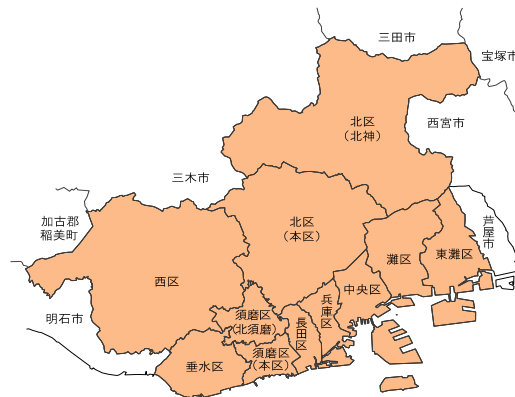 三田市
宝塚市
北区
（北神）
西宮市
三木市
加古郡
稲美町
北区
（本区）
芦屋市
灘区
東灘区
西区
中央区
明石市
須磨区
（北須磨）
兵庫区
長田区
垂水区
須磨区
（本区）